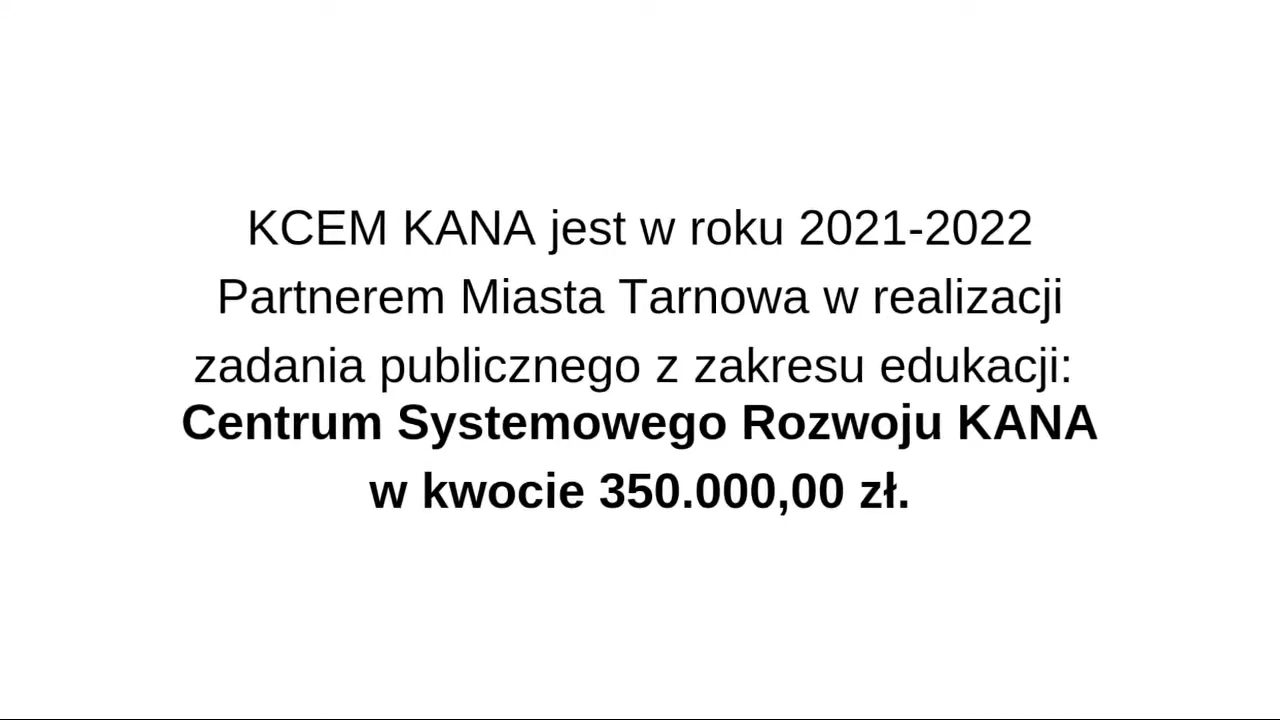 KCEM KANA jest w roku 2021-2022
Partnerem Miasta Tarnowa w realizacji
zadania publicznego z zakresu edukacji:
Centrum Systemowego Rozwoju KANA
w kwocie 350.000,00 zł.